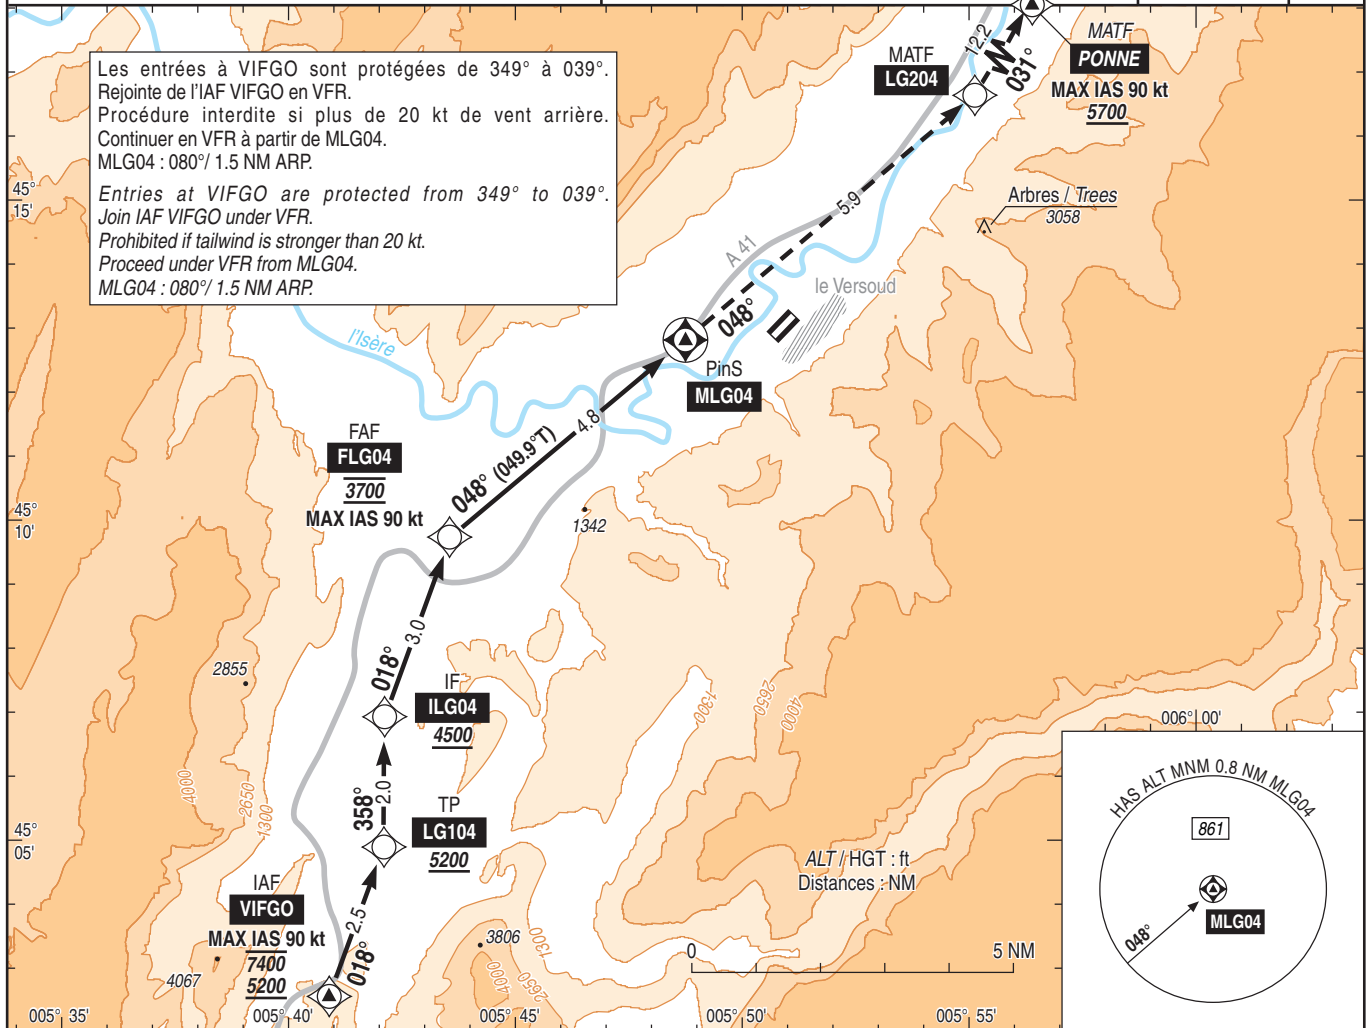 Les entrées à VIFGO sont protégées de 349° à 039°.
Rejointe de l'IAF VIFGO en VFR.
Procédure interdite si plus de 20 kt de vent arrière.
Continuer en VFR à partir de MLG04.
MLG04 : 080°/ 1.5 NM ARP.
Entries at VIFGO are protected from 349° to 039°.
Join IAF VIFGO under VFR.
Prohibited if tailwind is stronger than 20 kt.
Proceed under VFR from MLG04.
MLG04 : 080°/ 1.5 NM ARP.
MATF
PONNE
MAX IAS 90 kt
5700
12.2
031°
MATF
LG204
45°
15'
Arbres / Trees
3058
5.9
A 41
le Versoud
048°
l'Isère
PinS
MLG04
4.8
FAF
FLG04
3700
MAX IAS 90 kt
048° (049.9°T)
45°
10'
1342
3.0
018°
2855
IF
ILG04
4500
1300
2650
4000
006° 00'
358°
2.0
TP
LG104
5200
4000
2650
1300
45°
05'
HAS ALT MNM 0.8 NM MLG04
861
MLG04
048°
ALT / HGT : ft
Distances : NM
IAF
VIFGO
MAX IAS 90 kt
7400
5200
2.5
018°
4067
3806
1300
2650
4000
0
5 NM
005° 35'
005° 40'
005° 45'
005° 50'
005° 55'